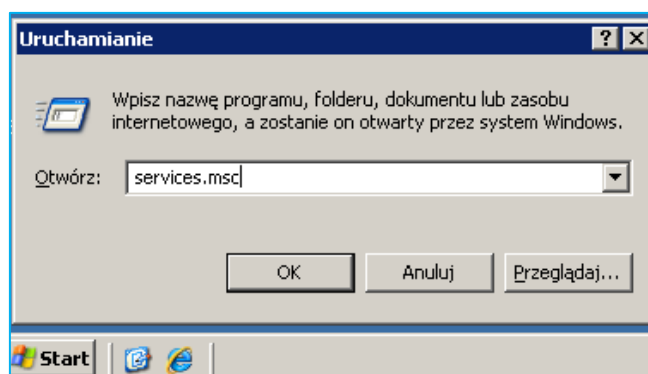 Uruchamianie
Wpisz nazwę programu, folderu, dokumentu lub zasobu
internetowego, a zostanie on otwarty przez system Windows.
Otwórz: services.msc
OK Anuluj Przeglądaj...
Start